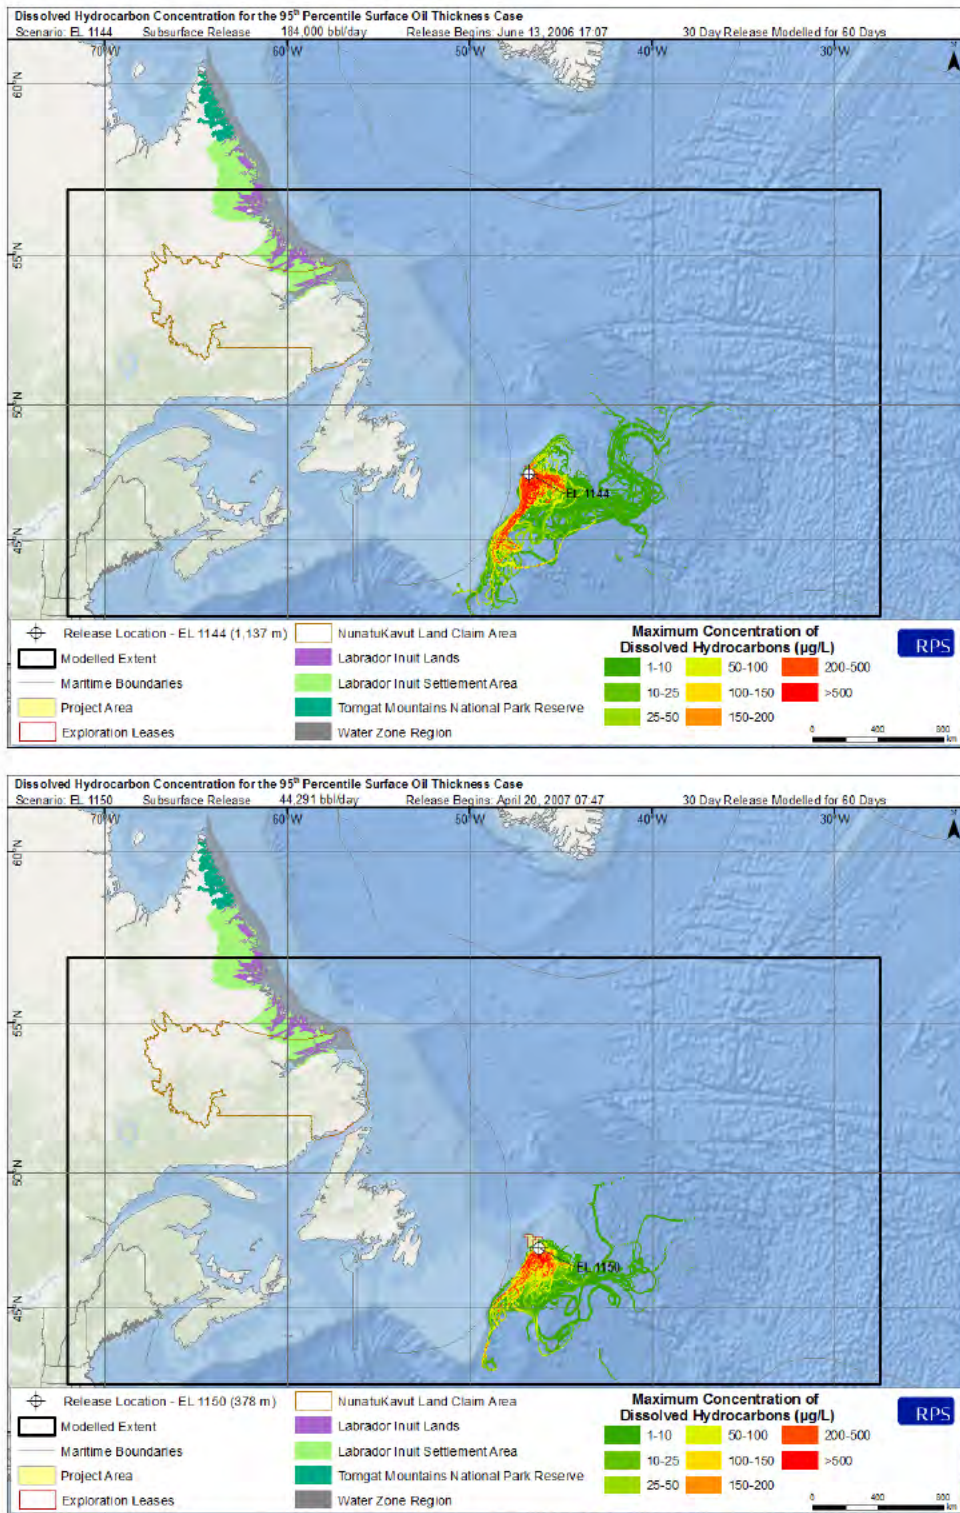 Dissolved Hydrocarbon Concentration for the 95th Percentile Surface Oil Thickness Case
Scenario: EL 1144 Subsurface Release 184,000 bbl/day Release Begins: June 13, 2006 17:07 30 Day Release Modelled for 60 Days
70°W 60°W 50°W 40°W 30°W
60°N
55°N
50°N
45°N
EL 1144
Release Location - EL 1144 (1,137 m)
Modelled Extent
Maritime Boundaries
Project Area
Exploration Leases
NunatuKavut Land Claim Area
Labrador Inuit Lands
Labrador Inuit Settlement Area
Torngat Mountains National Park Reserve
Water Zone Region
Maximum Concentration of
Dissolved Hydrocarbons (µg/L)
1-10 50-100 200-500
10-25 100-150 >500
25-50 150-200
RPS
0 400 800
km
Dissolved Hydrocarbon Concentration for the 95th Percentile Surface Oil Thickness Case
Scenario: EL 1150 Subsurface Release 44,291 bbl/day Release Begins: April 20, 2007 07:47 30 Day Release Modelled for 60 Days
70°W 60°W 50°W 40°W 30°W
60°N
55°N
50°N
45°N
EL 1150
Release Location - EL 1150 (378 m)
Modelled Extent
Maritime Boundaries
Project Area
Exploration Leases
NunatuKavut Land Claim Area
Labrador Inuit Lands
Labrador Inuit Settlement Area
Torngat Mountains National Park Reserve
Water Zone Region
Maximum Concentration of
Dissolved Hydrocarbons (µg/L)
1-10 50-100 200-500
10-25 100-150 >500
25-50 150-200
RPS
0 400 800
km